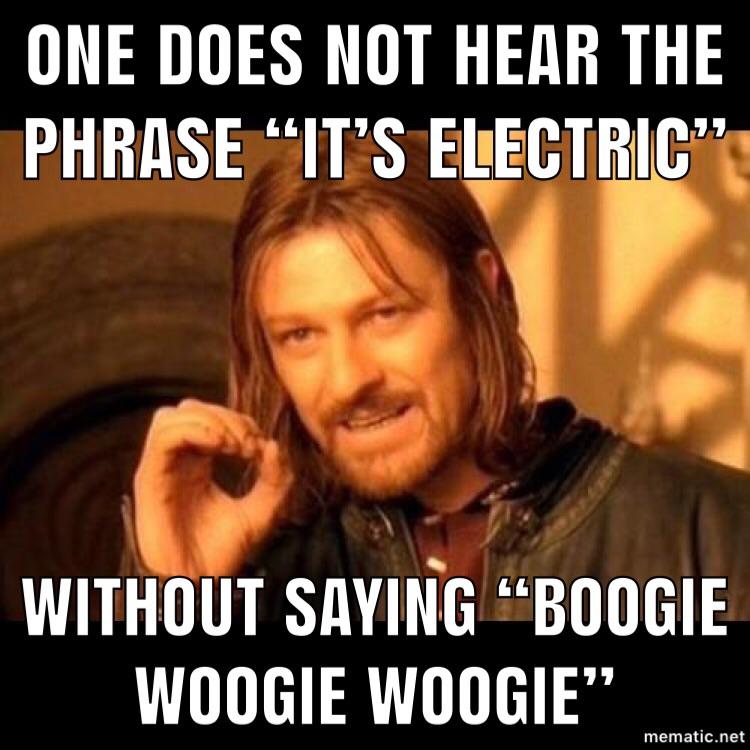 ONE DOES NOT HEAR THE
PHRASE “IT’S ELECTRIC”
WITHOUT SAYING “BOOGIE
WOOGIE WOOGIE”
mematic.net